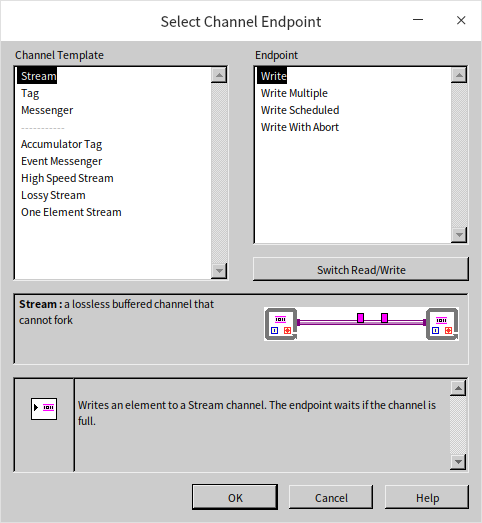 Select Channel Endpoint
Channel Template
Endpoint
Stream
Tag
Messenger
-----------
Accumulator Tag
Event Messenger
High Speed Stream
Lossy Stream
One Element Stream
Write
Write Multiple
Write Scheduled
Write With Abort
Switch Read/Write
Stream : a lossless buffered channel that
cannot fork
Writes an element to a Stream channel. The endpoint waits if the channel is
full.
OK
Cancel
Help